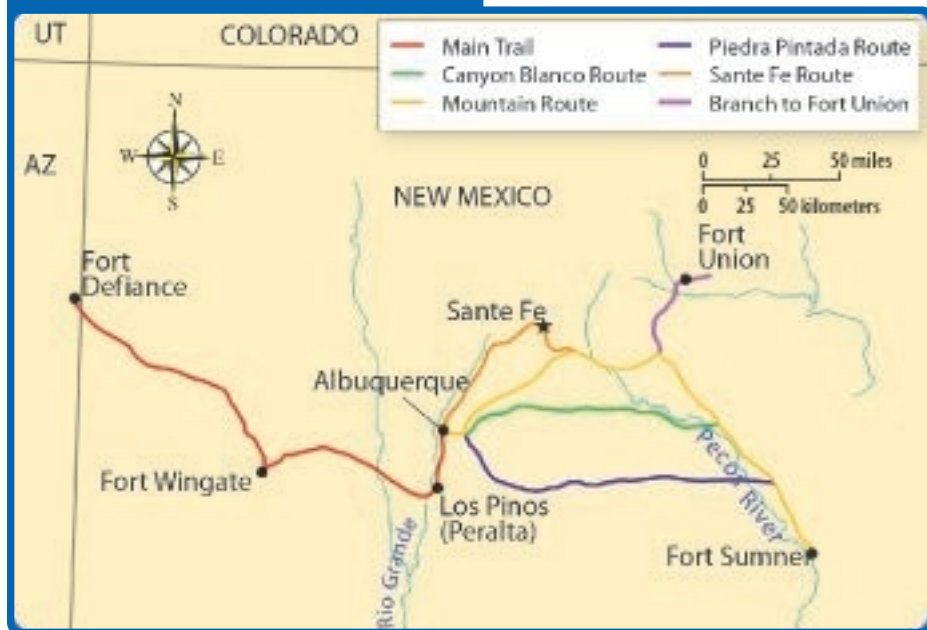 UT
COLORADO
Main Trail
Canyon Blanco Route
Mountain Route
Piedra Pintada Route
Sante Fe Route
Branch to Fort Union
N
W
E
S
AZ
0 25 50 miles
0 25 50 kilometers
NEW MEXICO
Fort
Union
Fort
Defiance
Sante Fe
Albuquerque
Fort Wingate
Los Pinos
(Peralta)
Pecos River
Rio Grande
Fort Sumner